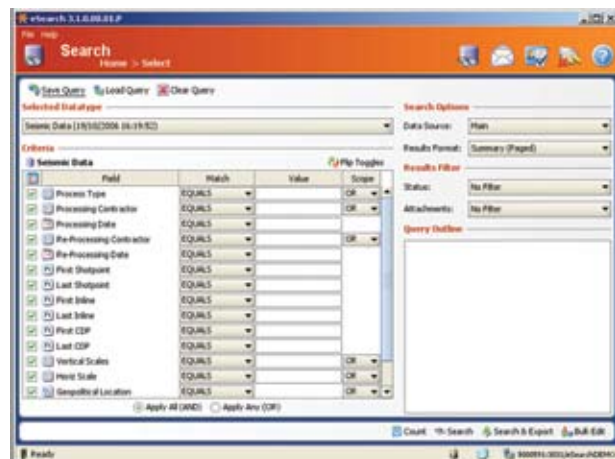 eSearch 3.1.0.00.01.P
File Help
Search
Home > Select
Save Query Load Query Clear Query
Selected Datatype
Seismic Data (19/10/2006 16:19:52)
Criteria
Seismic Data Flip Toggles
Field Match Value Scope
Process Type EQUALS OR
Processing Contractor EQUALS OR
Processing Date EQUALS
Re-Processing Contractor EQUALS OR
Re-Processing Date EQUALS
First Shotpoint EQUALS
Last Shotpoint EQUALS
First Inline EQUALS
Last Inline EQUALS
First CDP EQUALS
Last CDP EQUALS
Vertical Scales EQUALS OR
Horiz Scale EQUALS OR
Geopolitical Location EQUALS OR
Apply All (AND) Apply Any (OR)
Search Options
Data Source: Main
Results Format: Summary (Paged)
Results Filter
Status: No Filter
Attachments: No Filter
Query Outline
Count Search Search & Export Bulk Edit
Ready